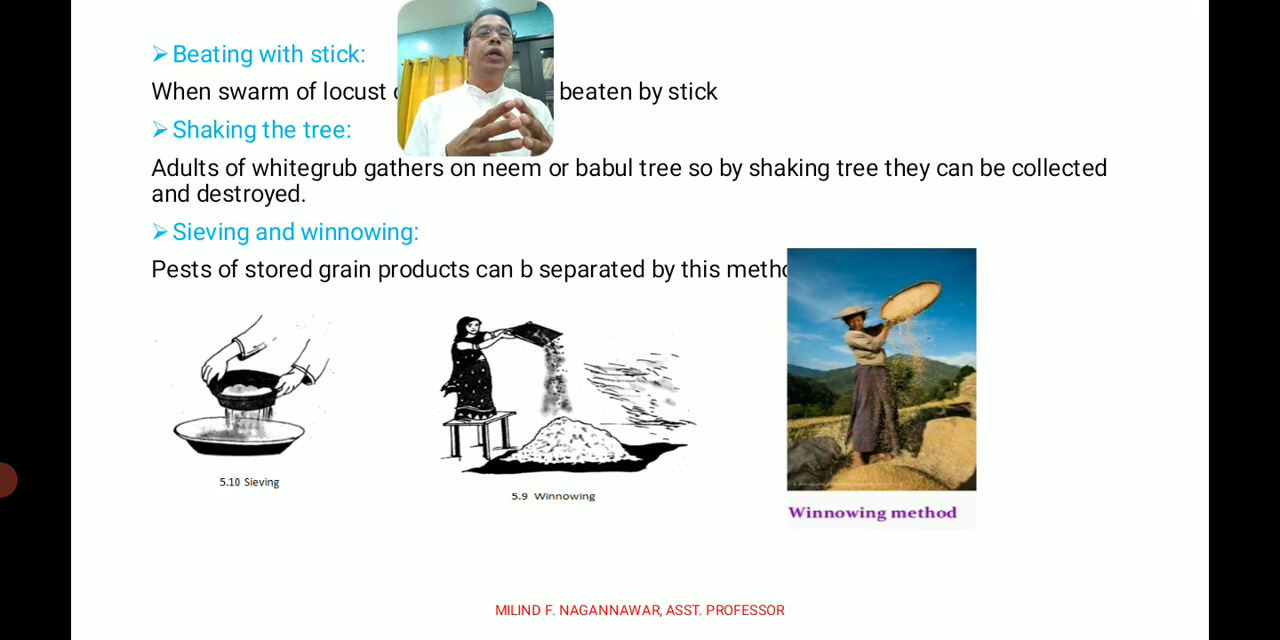 ➢Beating with stick:
When swarm of locust beaten by stick
➢Shaking the tree:
Adults of whitegrub gathers on neem or babul tree so by shaking tree they can be collected
and destroyed.
➢Sieving and winnowing:
Pests of stored grain products can b separated by this metho
5.10 Sieving
5.9 Winnowing
Winnowing method
MILIND F. NAGANNAWAR, ASST. PROFESSOR